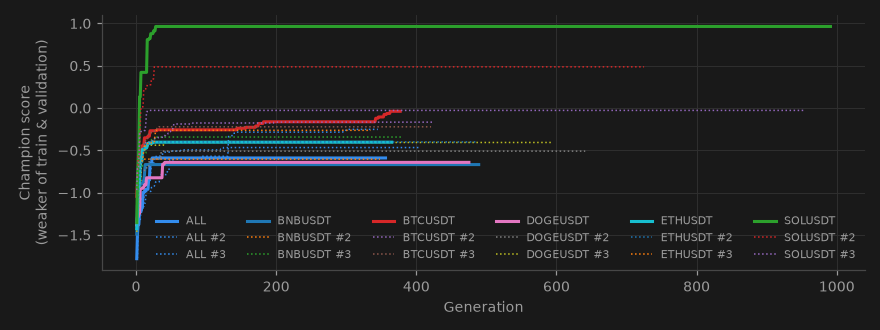 Champion score
(weaker of train & validation)
1.0
0.5
0.0
−0.5
−1.0
−1.5
ALL BNBUSDT BTCUSDT DOGEUSDT ETHUSDT SOLUSDT
ALL #2 BNBUSDT #2 BTCUSDT #2 DOGEUSDT #2 ETHUSDT #2 SOLUSDT #2
ALL #3 BNBUSDT #3 BTCUSDT #3 DOGEUSDT #3 ETHUSDT #3 SOLUSDT #3
0 200 400 600 800 1000
Generation